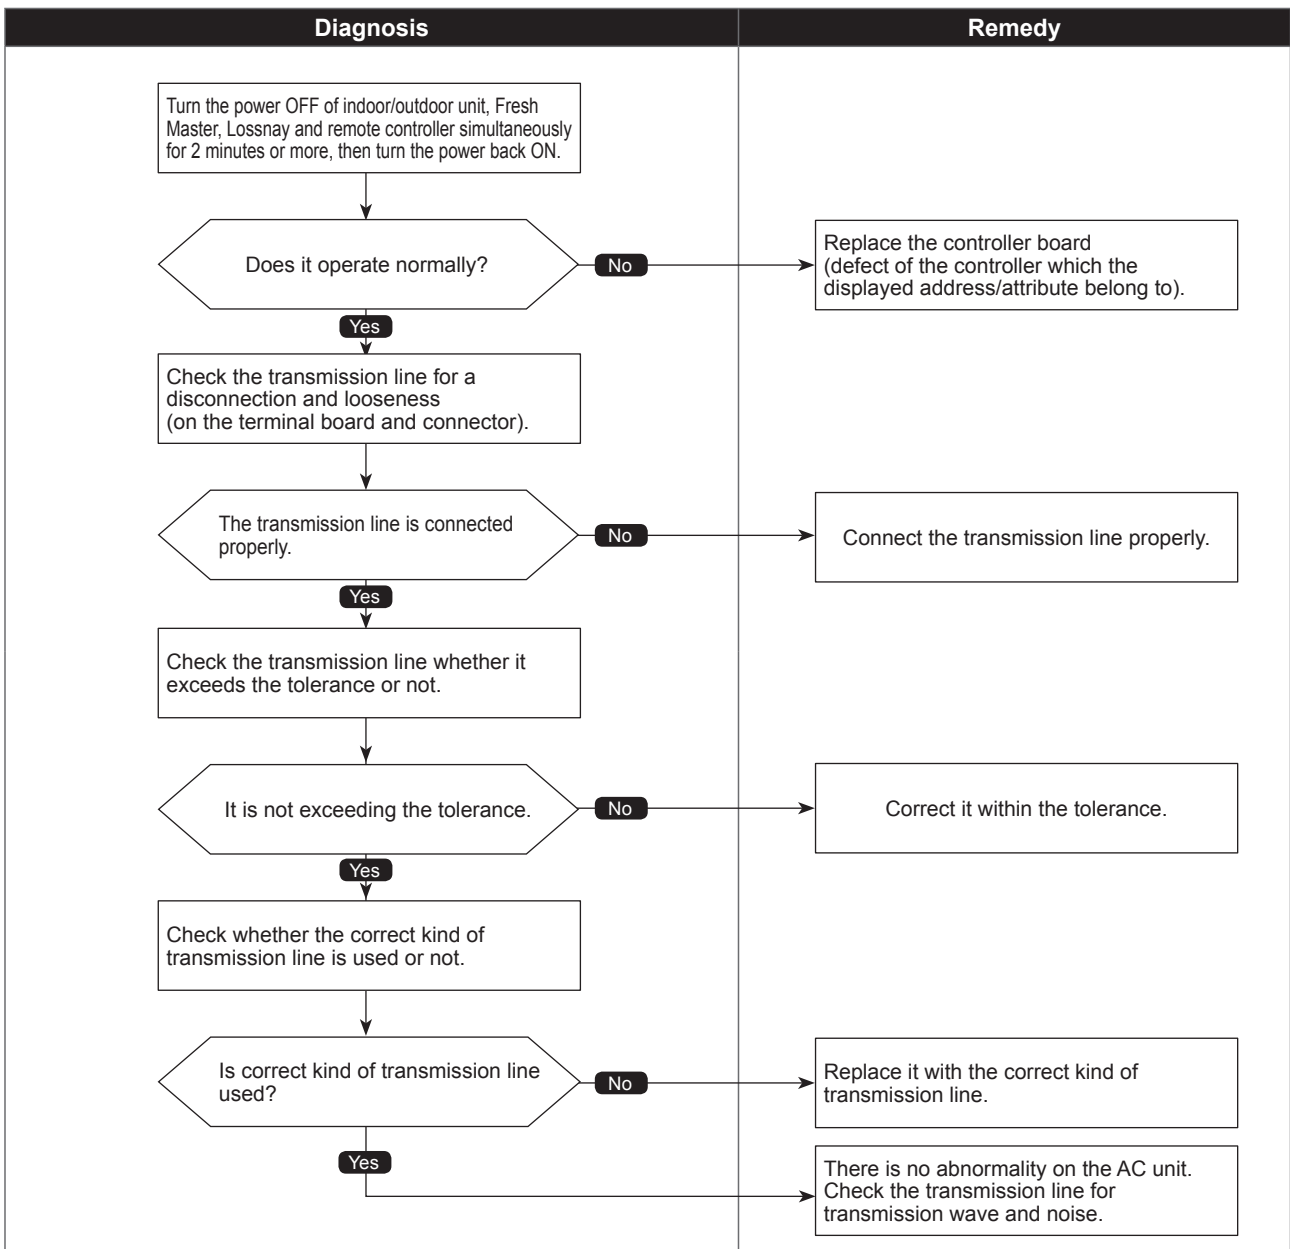 Diagnosis
Remedy
Turn the power OFF of indoor/outdoor unit, Fresh
Master, Lossnay and remote controller simultaneously
for 2 minutes or more, then turn the power back ON.
Does it operate normally?
No
Replace the controller board
(defect of the controller which the
displayed address/attribute belong to).
Yes
Check the transmission line for a
disconnection and looseness
(on the terminal board and connector).
The transmission line is connected
properly.
No
Connect the transmission line properly.
Yes
Check the transmission line whether it
exceeds the tolerance or not.
It is not exceeding the tolerance.
No
Correct it within the tolerance.
Yes
Check whether the correct kind of
transmission line is used or not.
Is correct kind of transmission line
used?
No
Replace it with the correct kind of
transmission line.
Yes
There is no abnormality on the AC unit.
Check the transmission line for
transmission wave and noise.